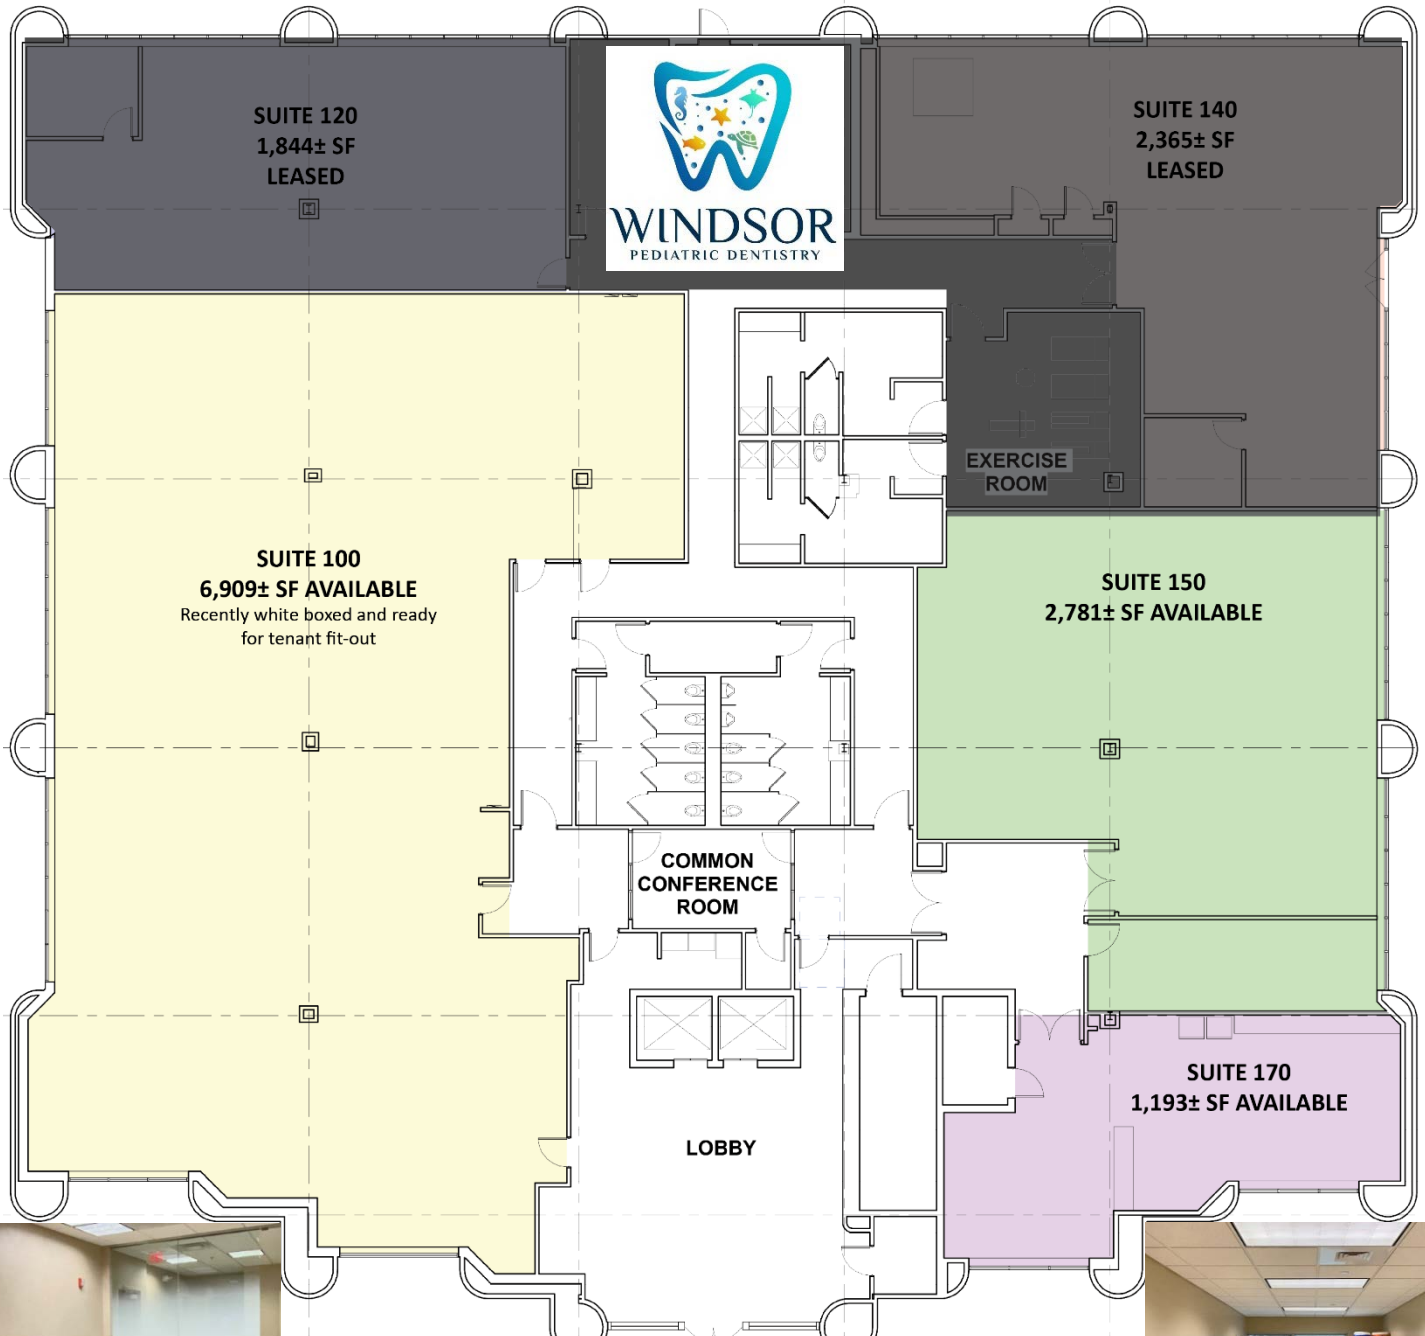 SUITE 120
1,844± SF
LEASED
WINDSOR
PEDIATRIC DENTISTRY
SUITE 140
2,365± SF
LEASED
EXERCISE
ROOM
SUITE 100
6,909± SF AVAILABLE
Recently white boxed and ready
for tenant fit-out
SUITE 150
2,781± SF AVAILABLE
COMMON
CONFERENCE
ROOM
SUITE 170
1,193± SF AVAILABLE
LOBBY